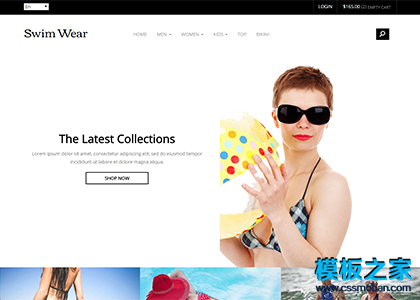 En
LOGIN
$165.00 (2) EMPTY CART
Swim Wear
HOME MEN WOMEN KIDS TOP BIKINI
The Latest Collections
Lorem ipsum dolor sit amet, consectetur adipiscing elit, sed do eiusmod tempor
incididunt ut labore et dolore magna aliqua.
SHOP NOW
模板之家
www.cssmoban.com